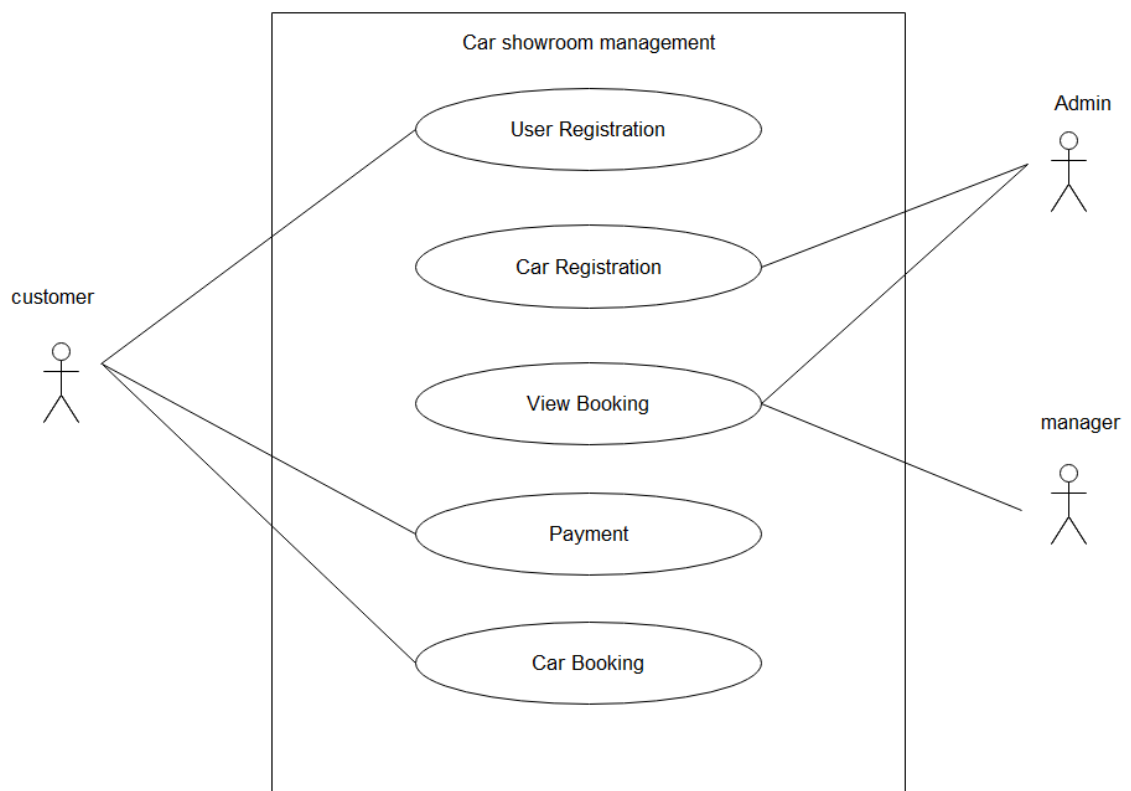 Car showroom management
User Registration
Admin
Car Registration
customer
View Booking
manager
Payment
Car Booking